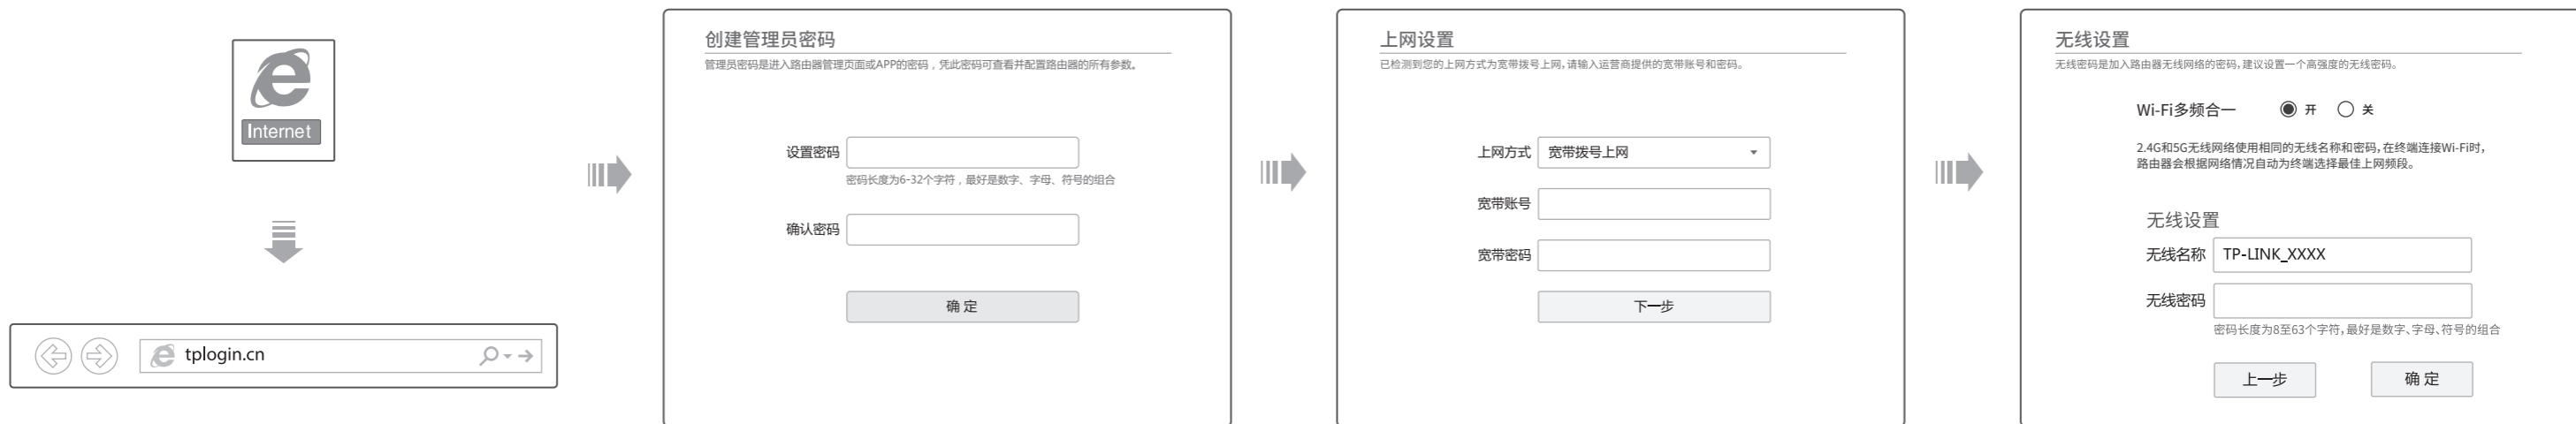 Internet
tplogin.cn
创建管理员密码
管理员密码是进入路由器管理页面或APP的密码，凭此密码可查看并配置路由器的所有参数。
设置密码
密码长度为6-32个字符，最好是数字、字母、符号的组合
确认密码
确 定
上网设置
已检测到您的上网方式为宽带拨号上网,请输入运营商提供的宽带账号和密码。
上网方式 宽带拨号上网
宽带账号
宽带密码
下一步
无线设置
无线密码是加入路由器无线网络的密码,建议设置一个高强度的无线密码。
Wi-Fi多频合一 开 关
2.4G和5G无线网络使用相同的无线名称和密码,在终端连接Wi-Fi时,
路由器会根据网络情况自动为终端选择最佳上网频段。
无线设置
无线名称 TP-LINK_XXXX
无线密码
密码长度为8至63个字符,最好是数字、字母、符号的组合
上一步 确 定